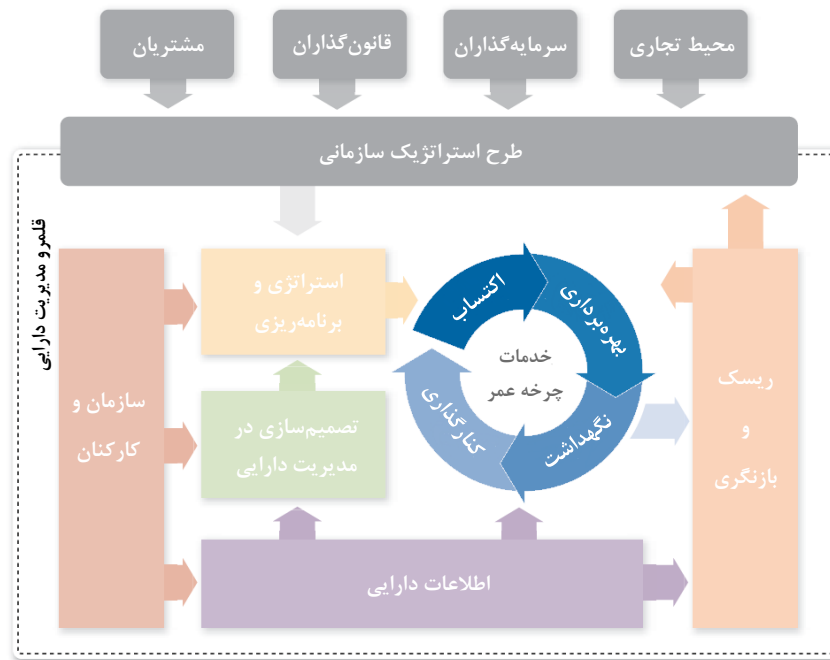 محیط تجاری
سرمایه‌گذاران
قانون‌گذاران
مشتریان
طرح استراتژیک سازمانی
قلمرو مدیریت دارایی
ریسک
و
بازنگری
اکتساب
بهره‌برداری
نگهداشت
کنارگذاری
خدمات
چرخه عمر
استراتژی و
برنامه‌ریزی
تصمیم‌سازی در
مدیریت دارایی
سازمان و
کارکنان
اطلاعات دارایی